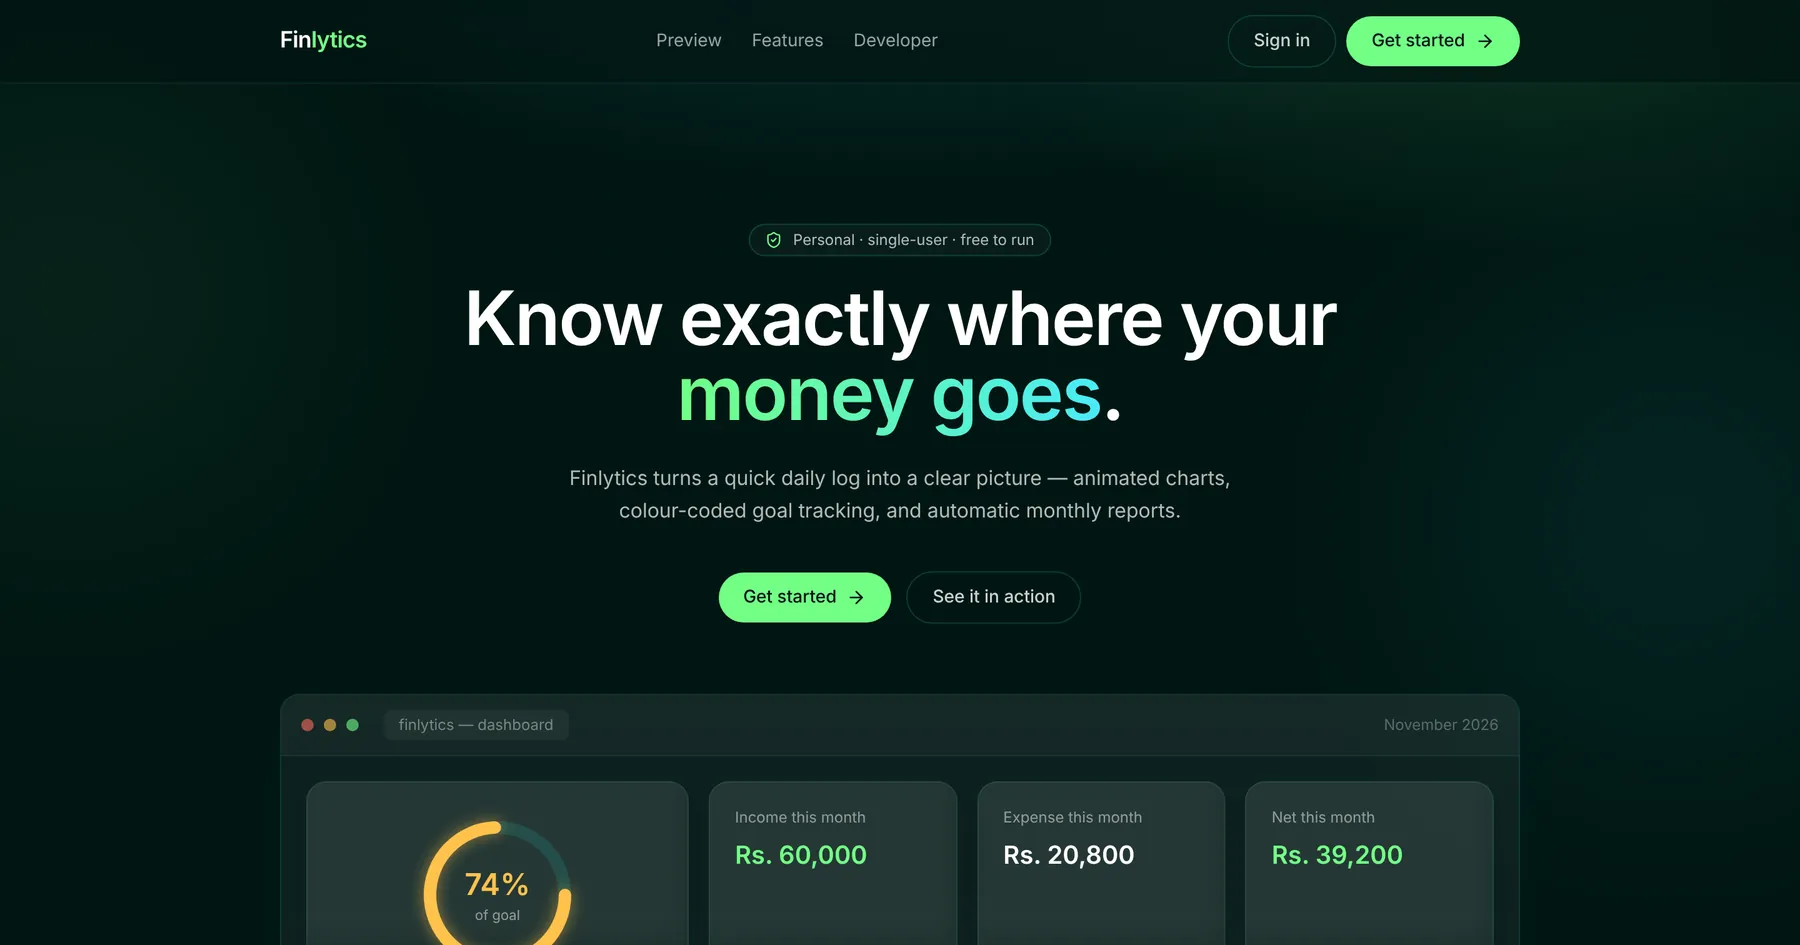 Finlytics
Preview
Features
Developer
Sign in
Get started
Personal · single-user · free to run
Know exactly where your
money goes.
Finlytics turns a quick daily log into a clear picture — animated charts,
colour-coded goal tracking, and automatic monthly reports.
Get started
See it in action
finlytics — dashboard
November 2026
74%
of goal
Income this month
Rs. 60,000
Expense this month
Rs. 20,800
Net this month
Rs. 39,200